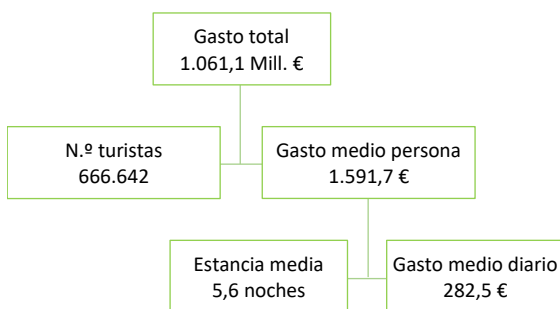 Gasto total
1.061,1 Mill. €
N.º turistas
666.642
Gasto medio persona
1.591,7 €
Estancia media
5,6 noches
Gasto medio diario
282,5 €